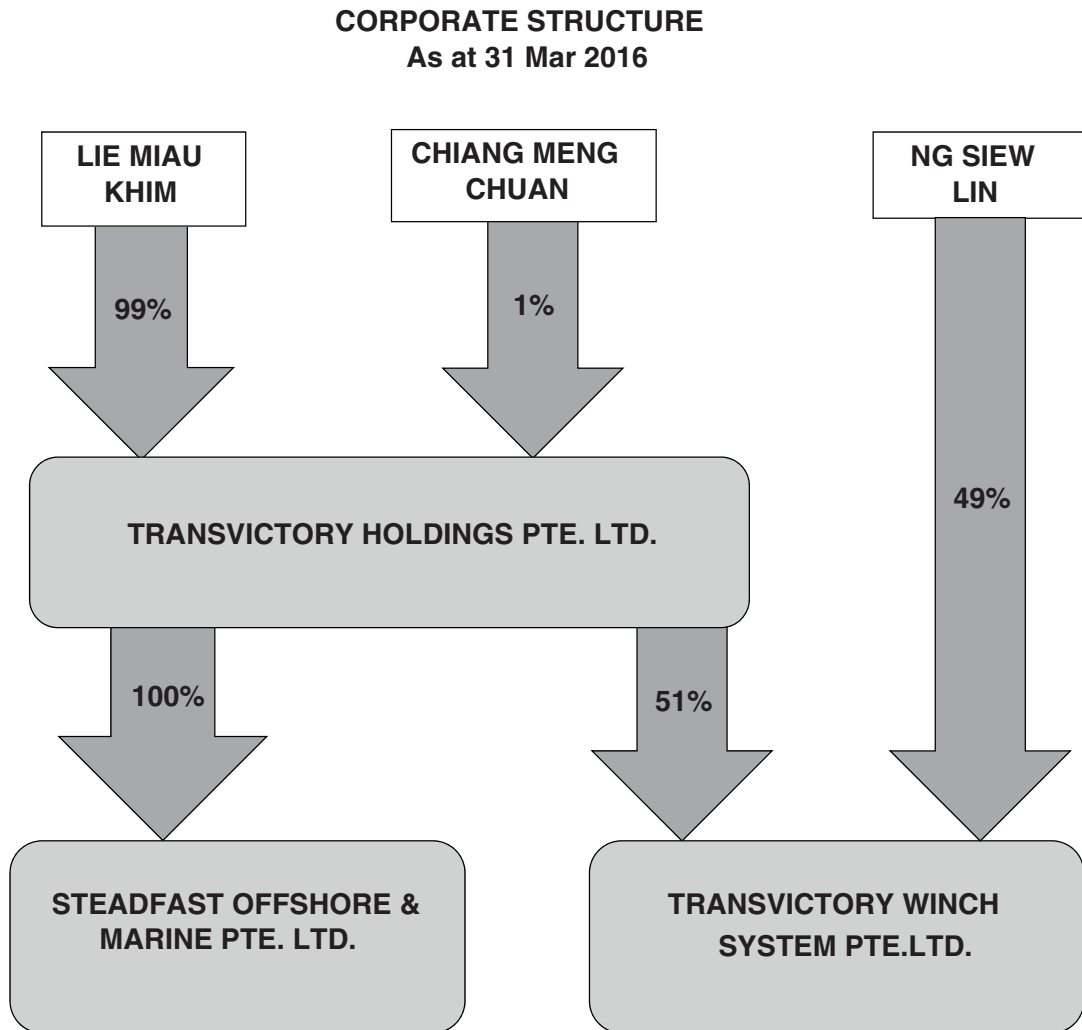 CORPORATE STRUCTURE
As at 31 Mar 2016
LIE MIAU
KHIM
CHIANG MENG
CHUAN
NG SIEW
LIN
99%
1%
49%
TRANSVICTORY HOLDINGS PTE. LTD.
100%
51%
STEADFAST OFFSHORE &
MARINE PTE. LTD.
TRANSVICTORY WINCH
SYSTEM PTE.LTD.